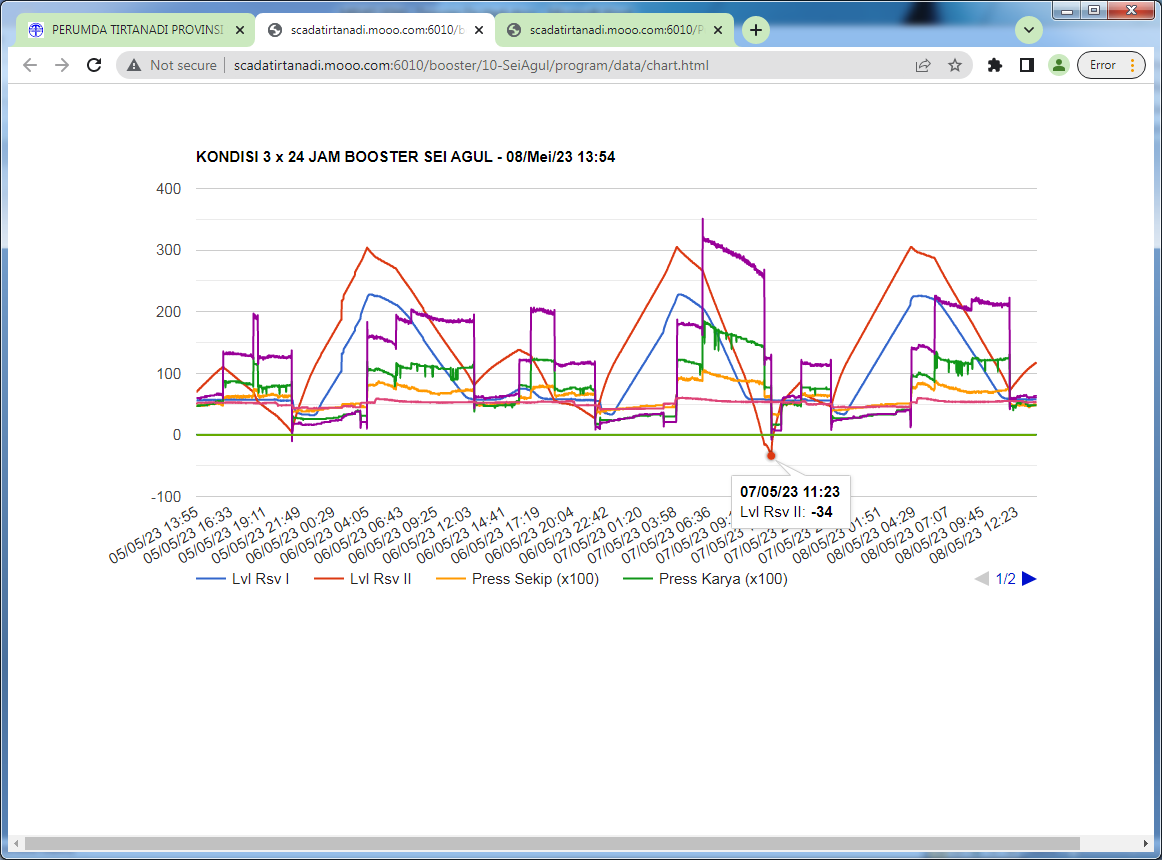 PERUMDA TIRTANADI PROVINSI
scadatirtanadi.mooo.com:6010/b
scadatirtanadi.mooo.com:6010/P
Not secure
scadatirtanadi.mooo.com:6010/booster/10-SeiAgul/program/data/chart.html
Error
KONDISI 3 x 24 JAM BOOSTER SEI AGUL - 08/Mei/23 13:54
400
300
200
100
0
-100
07/05/23 11:23
Lvl Rsv II: -34
05/05/23 13:55
05/05/23 16:33
05/05/23 19:11
05/05/23 21:49
06/05/23 00:29
06/05/23 04:05
06/05/23 06:43
06/05/23 09:25
06/05/23 12:03
06/05/23 14:41
06/05/23 17:19
06/05/23 20:04
06/05/23 22:42
07/05/23 01:20
07/05/23 03:58
07/05/23 06:36
08/05/23 01:51
08/05/23 04:29
08/05/23 07:07
08/05/23 09:45
08/05/23 12:23
Lvl Rsv I
Lvl Rsv II
Press Sekip (x100)
Press Karya (x100)
1/2